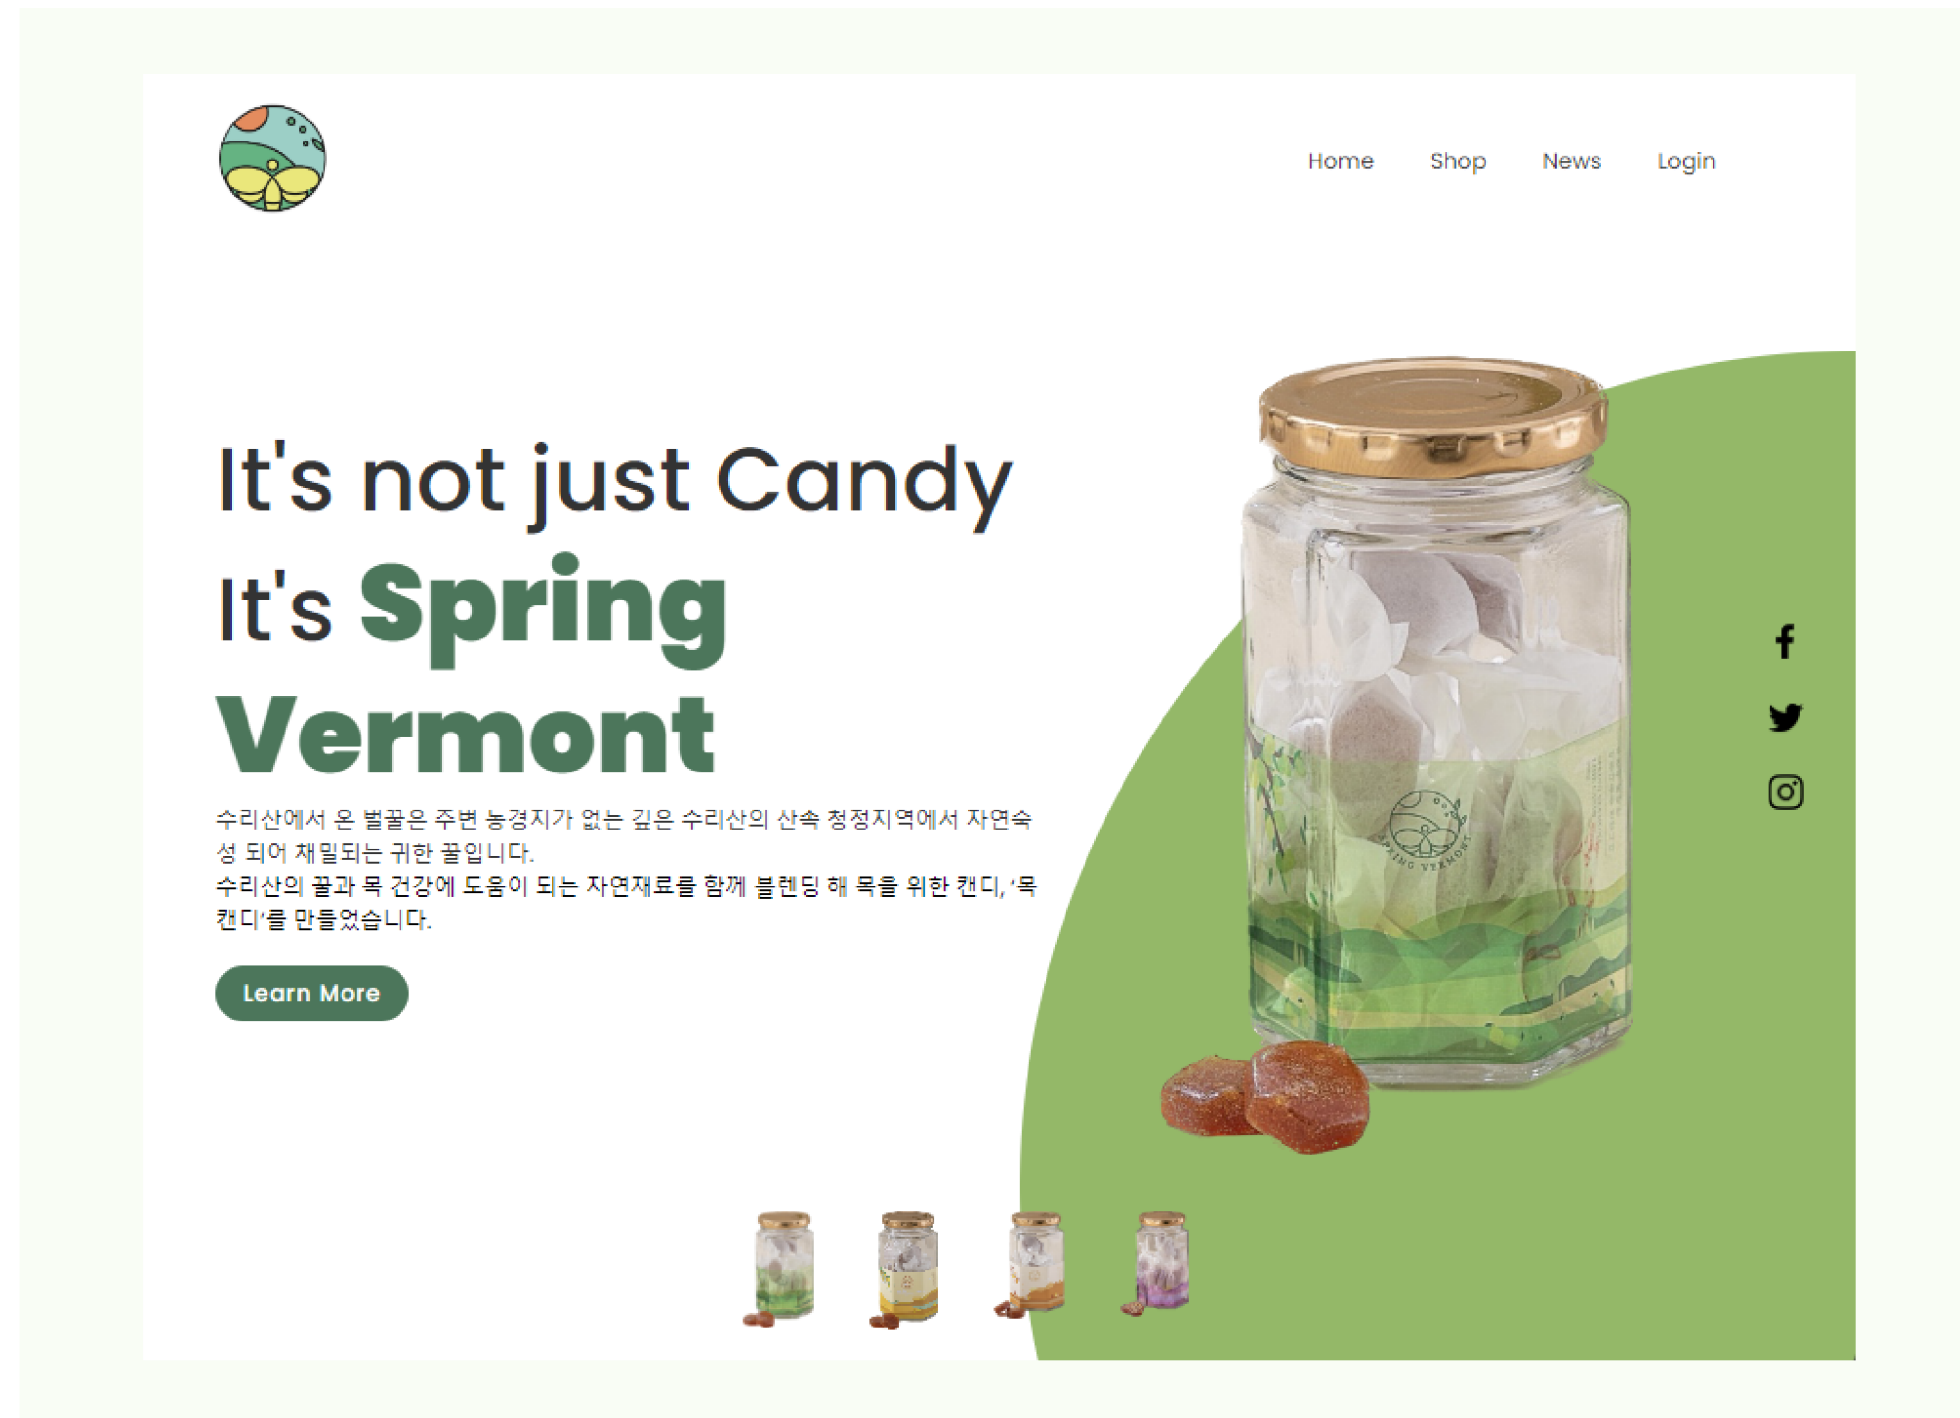 Home Shop News Login
It's not just Candy
It's Spring
Vermont
수리산에서 온 벌꿀은 주변 농경지가 없는 깊은 수리산의 산속 청정지역에서 자연숙
성 되어 채밀되는 귀한 꿀입니다.
수리산의 꿀과 목 건강에 도움이 되는 자연재료를 함께 블렌딩 해 목을 위한 캔디, ‘목
캔디’를 만들었습니다.
Learn More
SPRING VERMONT